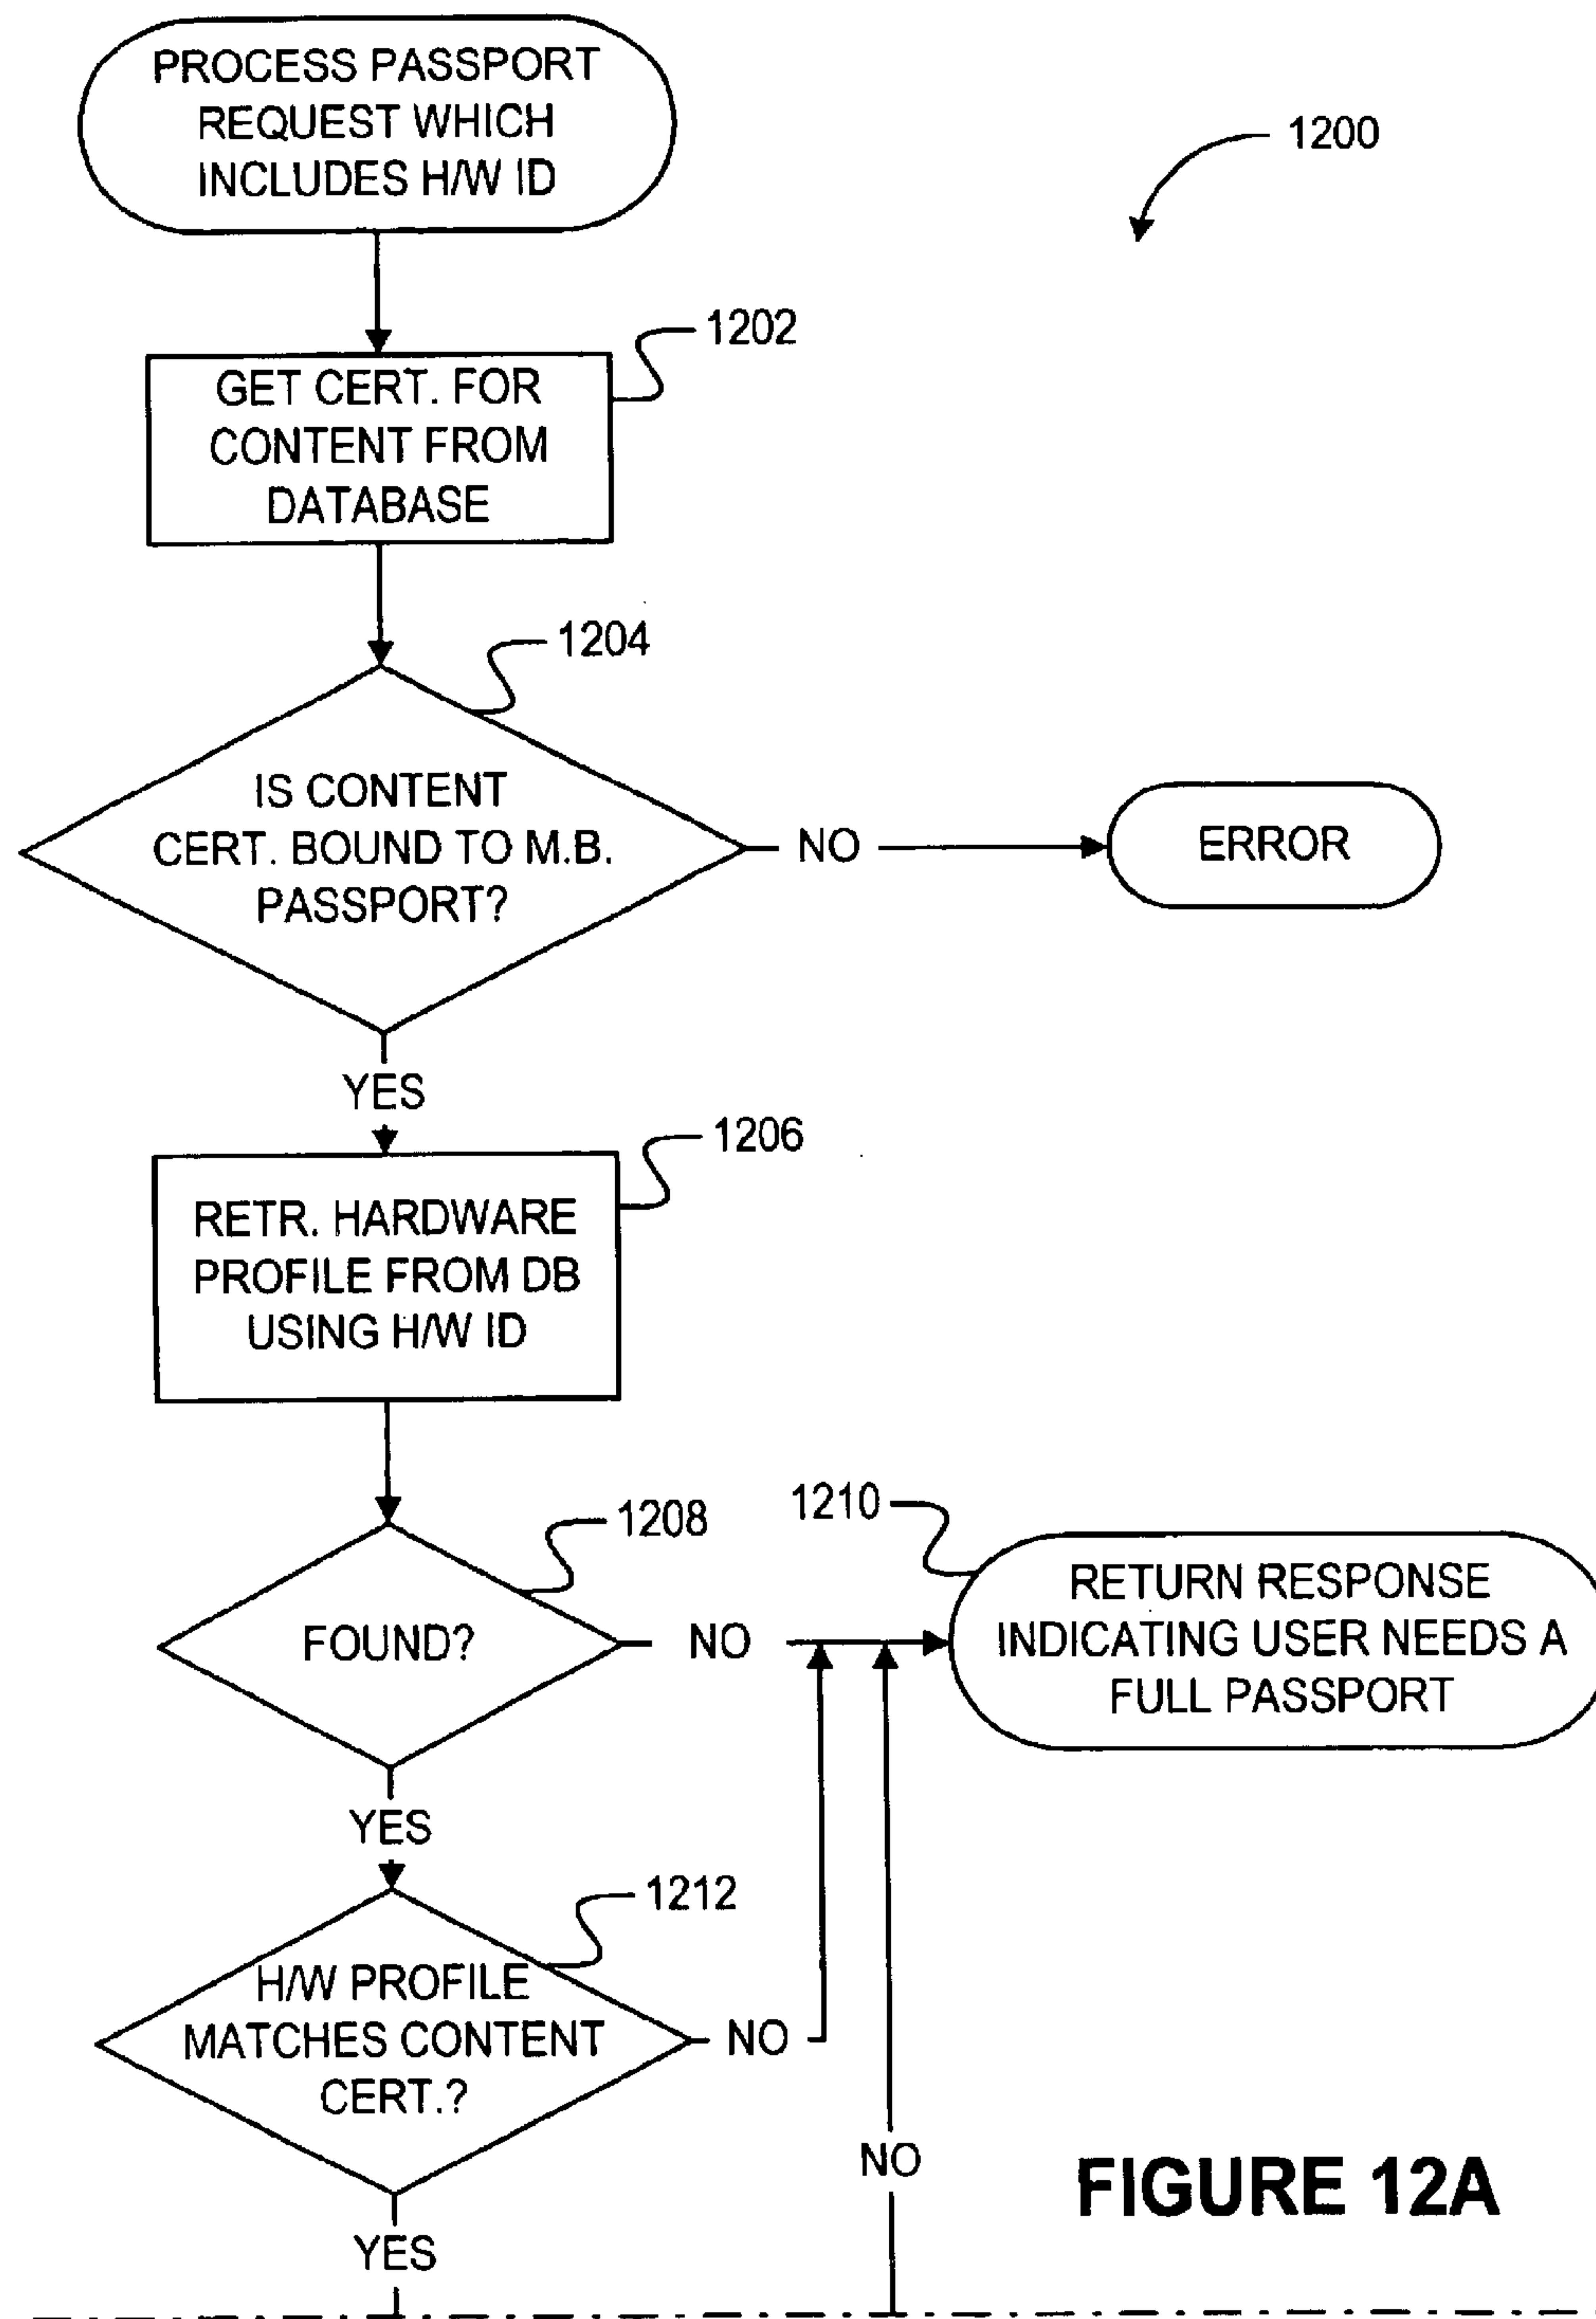 PROCESS PASSPORT
REQUEST WHICH
INCLUDES H/W ID
1200
1202
GET CERT. FOR
CONTENT FROM
DATABASE
1204
IS CONTENT
CERT. BOUND TO M.B.
PASSPORT?
NO
ERROR
YES
1206
RETR. HARDWARE
PROFILE FROM DB
USING H/W ID
1208
1210
FOUND?
NO
RETURN RESPONSE
INDICATING USER NEEDS A
FULL PASSPORT
YES
1212
H/W PROFILE
MATCHES CONTENT
CERT.?
NO
NO
FIGURE 12A
YES